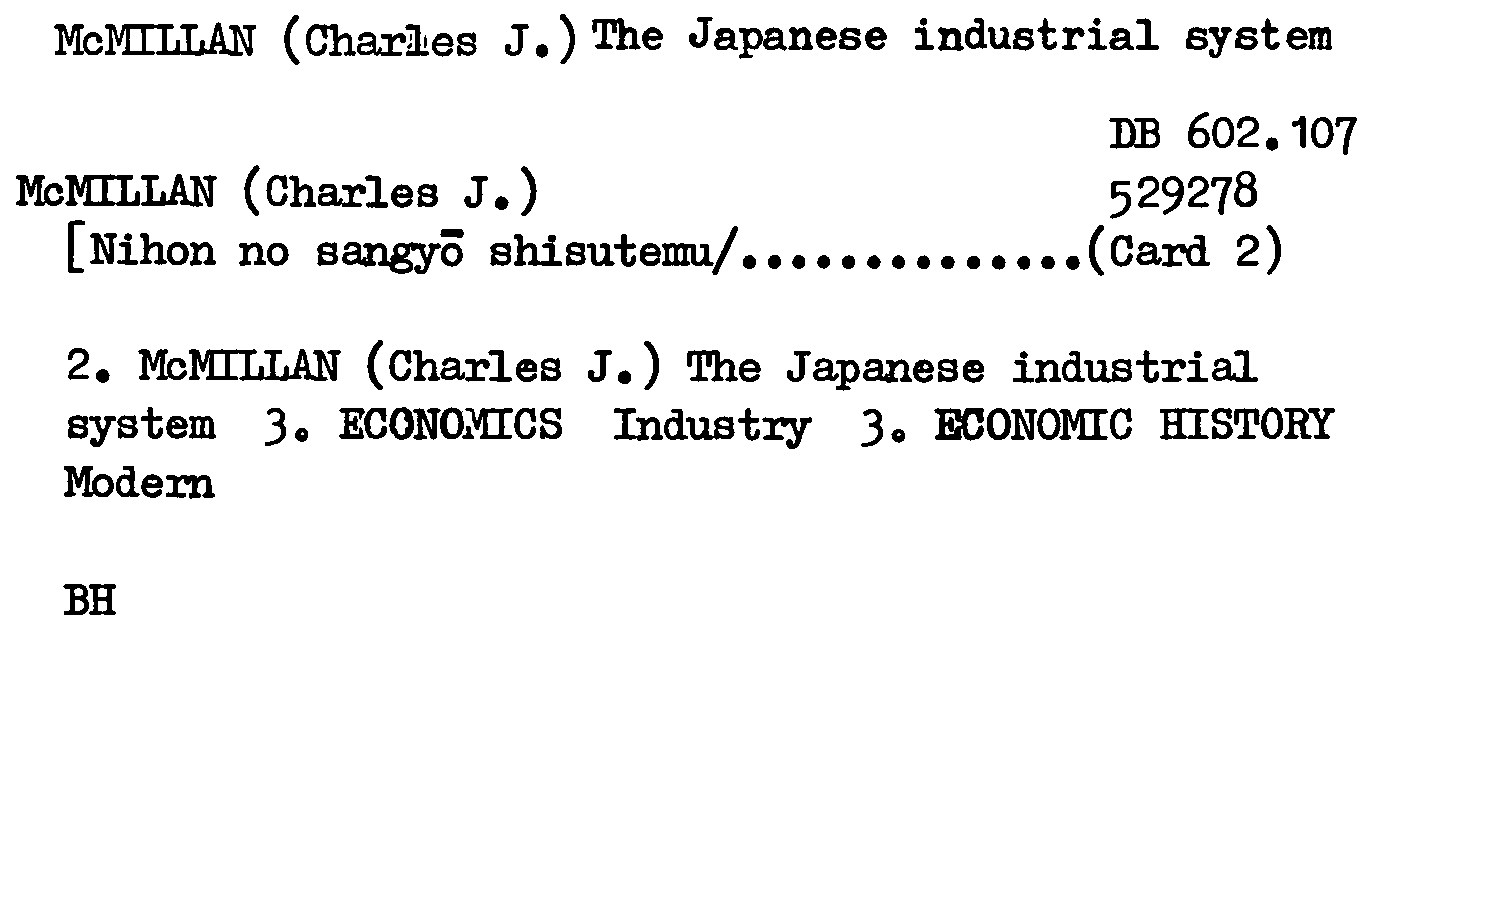 McMILLAN (Charles J.) The Japanese industrial system
DB 602.107
McMILLAN (Charles J.) 529278
[Nihon no sangyō shisutemu/..............(Card 2)
2. McMILLAN (Charles J.) The Japanese industrial
system 3. ECONOMICS Industry 3. ECONOMIC HISTORY
Modern
BH